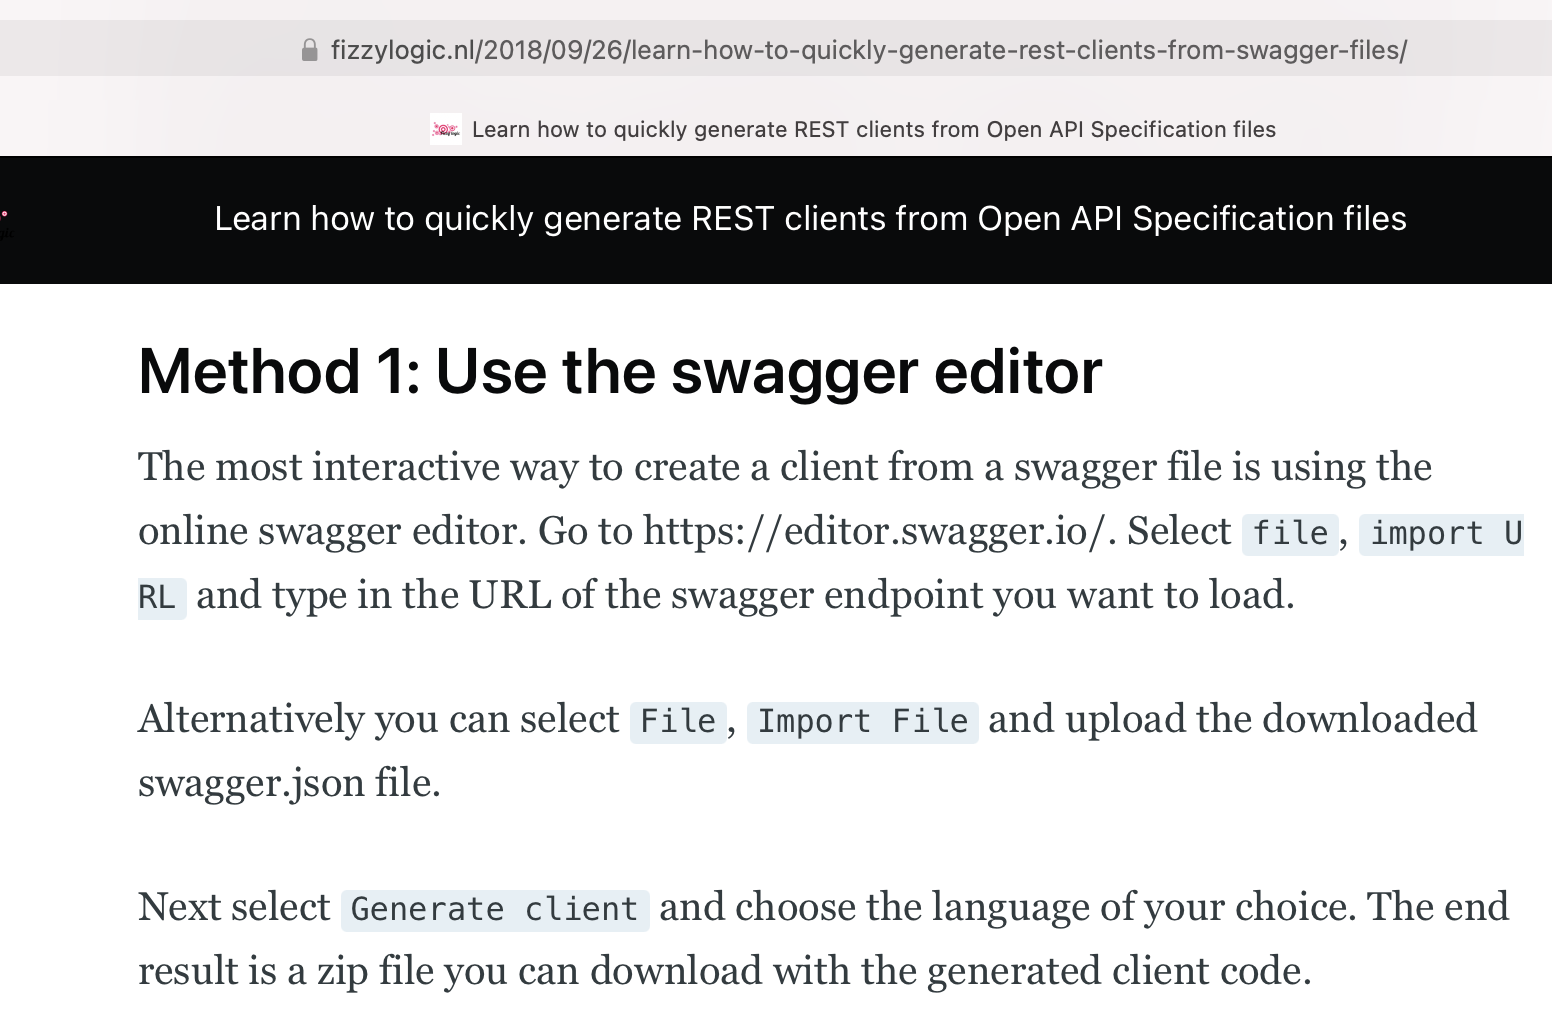 fizzylogic.nl/2018/09/26/learn-how-to-quickly-generate-rest-clients-from-swagger-files/
Learn how to quickly generate REST clients from Open API Specification files
Learn how to quickly generate REST clients from Open API Specification files
Method 1: Use the swagger editor
The most interactive way to create a client from a swagger file is using the
online swagger editor. Go to https://editor.swagger.io/. Select file, import U
RL and type in the URL of the swagger endpoint you want to load.
Alternatively you can select File, Import File and upload the downloaded
swagger.json file.
Next select Generate client and choose the language of your choice. The end
result is a zip file you can download with the generated client code.